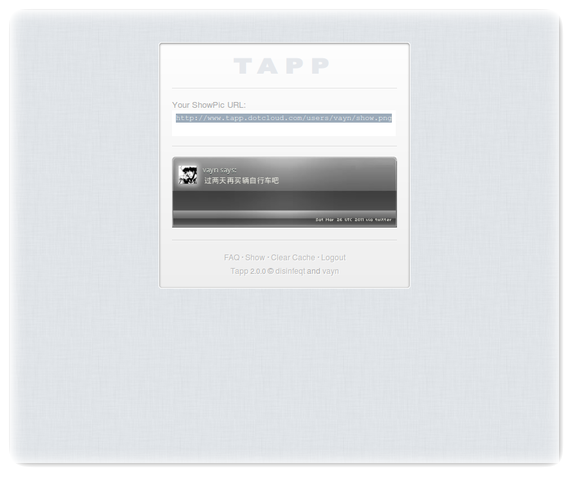 TAPP
Your ShowPic URL:
http://www.tapp.dotcloud.com/users/vayn/show.png
vayn says:
过两天再买辆自行车吧
Sat Mar 26 UTC 2011 via twitter
FAQ · Show · Clear Cache · Logout
Tapp 2.0.0 © disinfeqt and vayn